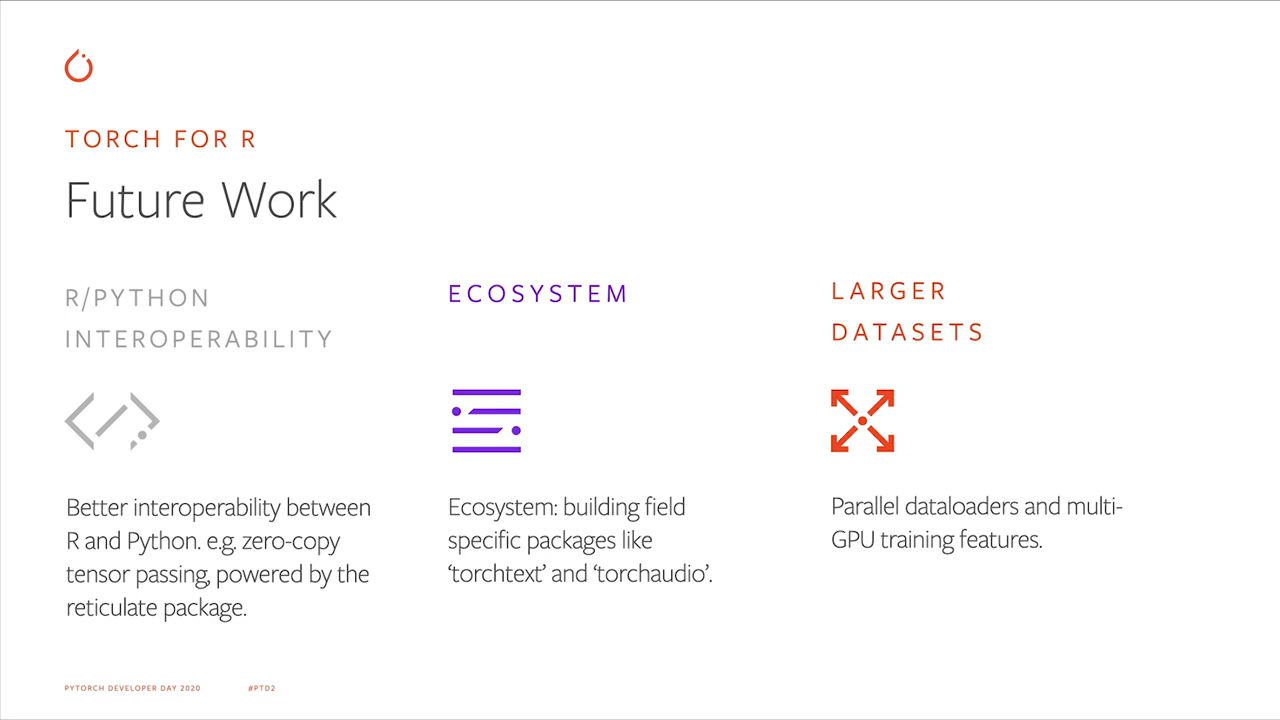 TORCH FOR R
Future Work
R/PYTHON
INTEROPERABILITY
Better interoperability between
R and Python. e.g. zero-copy
tensor passing, powered by the
reticulate package.
ECOSYSTEM
Ecosystem: building field
specific packages like
‘torchtext’ and ‘torchaudio’.
LARGER
DATASETS
Parallel dataloaders and multi-
GPU training features.
PYTORCH DEVELOPER DAY 2020
#PTD2